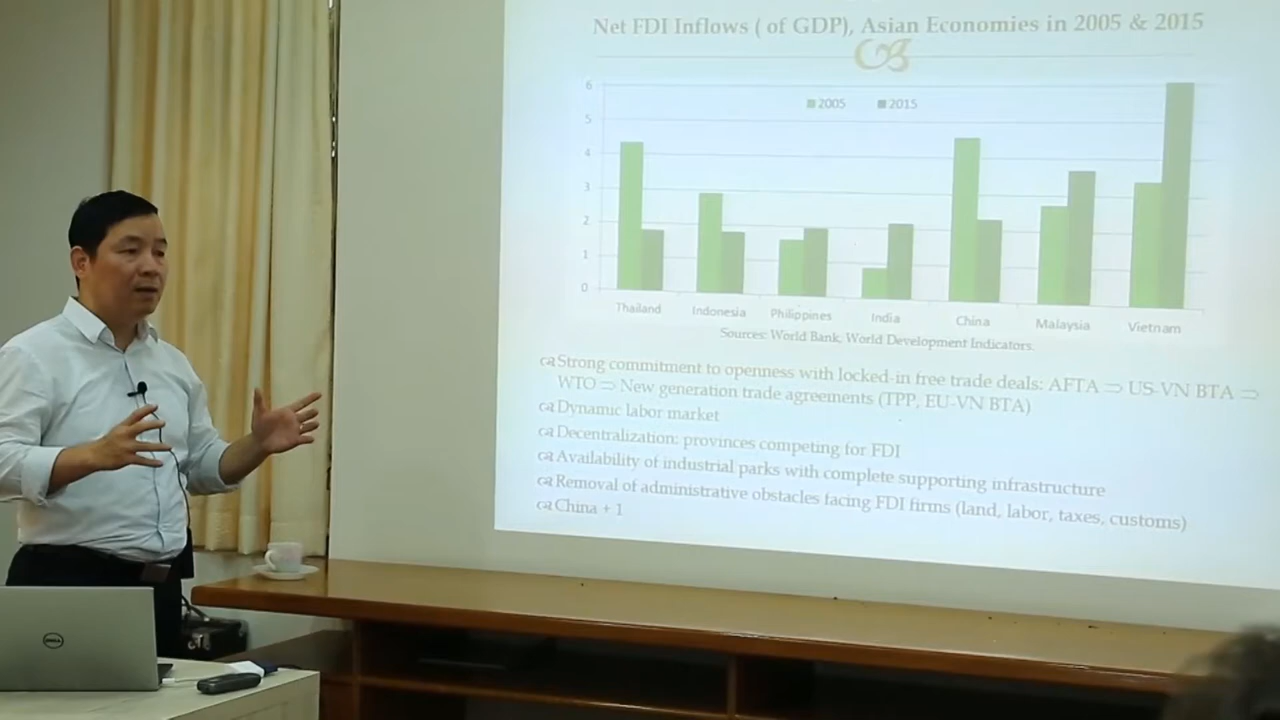 Net FDI Inflows ( of GDP), Asian Economies in 2005 & 2015
6
2005 2015
5
4
3
2
1
0
Thailand Indonesia Philippines India China Malaysia Vietnam
Sources: World Bank, World Development Indicators.
Strong commitment to openness with locked-in free trade deals: AFTA ⇒ US-VN BTA ⇒
WTO ⇒ New generation trade agreements (TPP, EU-VN BTA)
Dynamic labor market
Decentralization: provinces competing for FDI
Availability of industrial parks with complete supporting infrastructure
Removal of administrative obstacles facing FDI firms (land, labor, taxes, customs)
China + 1
DELL